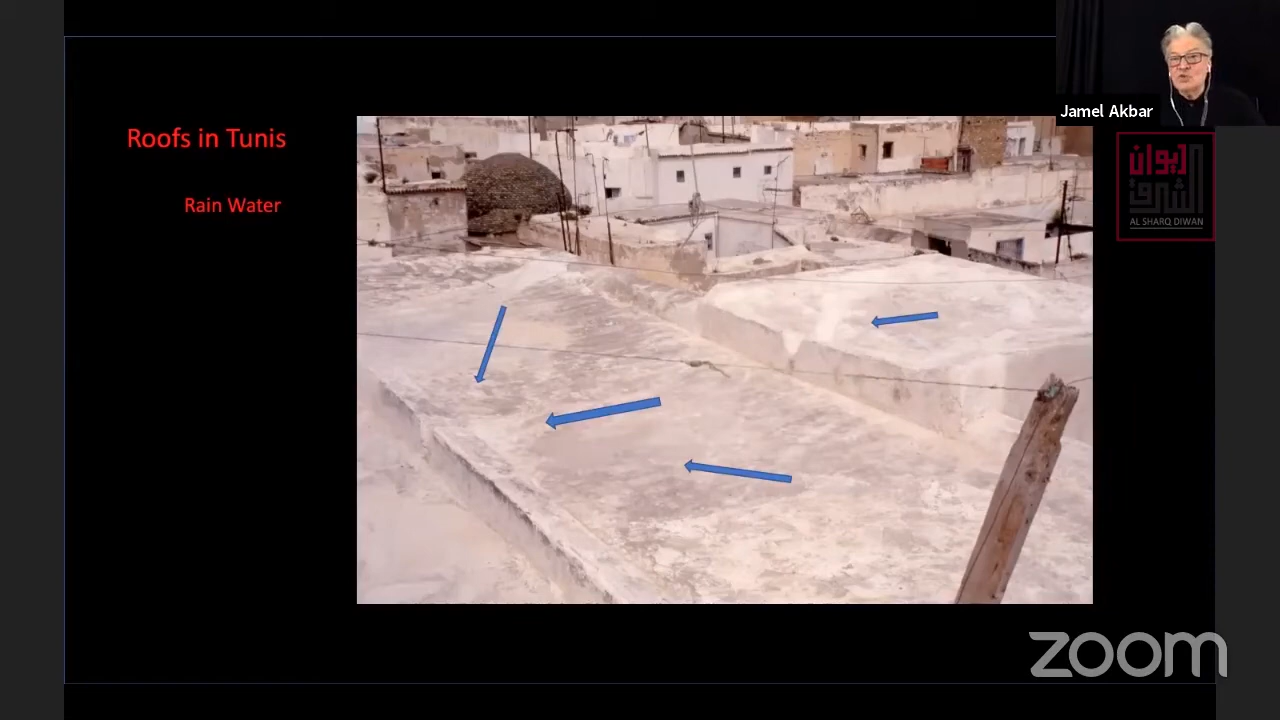 Roofs in Tunis
Rain Water
Jamel Akbar
ديوان
الشرق
AL SHARQ DIWAN
zoom